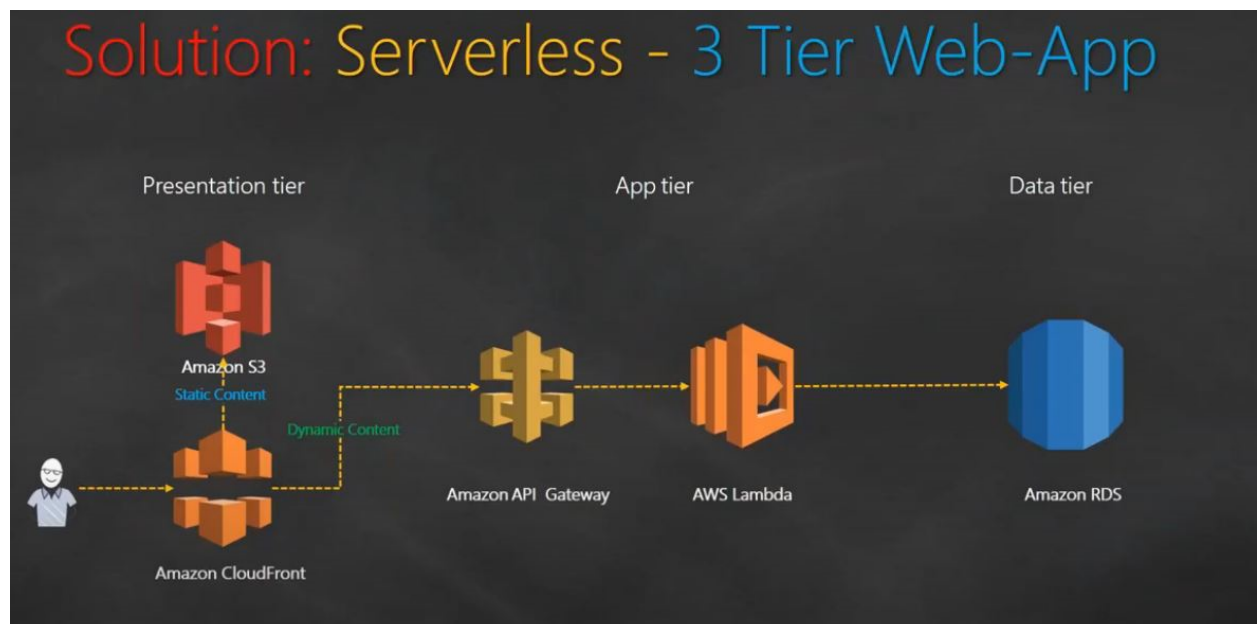 Solution: Serverless - 3 Tier Web-App
Presentation tier
App tier
Data tier
Amazon S3
Static Content
Dynamic Content
Amazon API Gateway
AWS Lambda
Amazon RDS
Amazon CloudFront